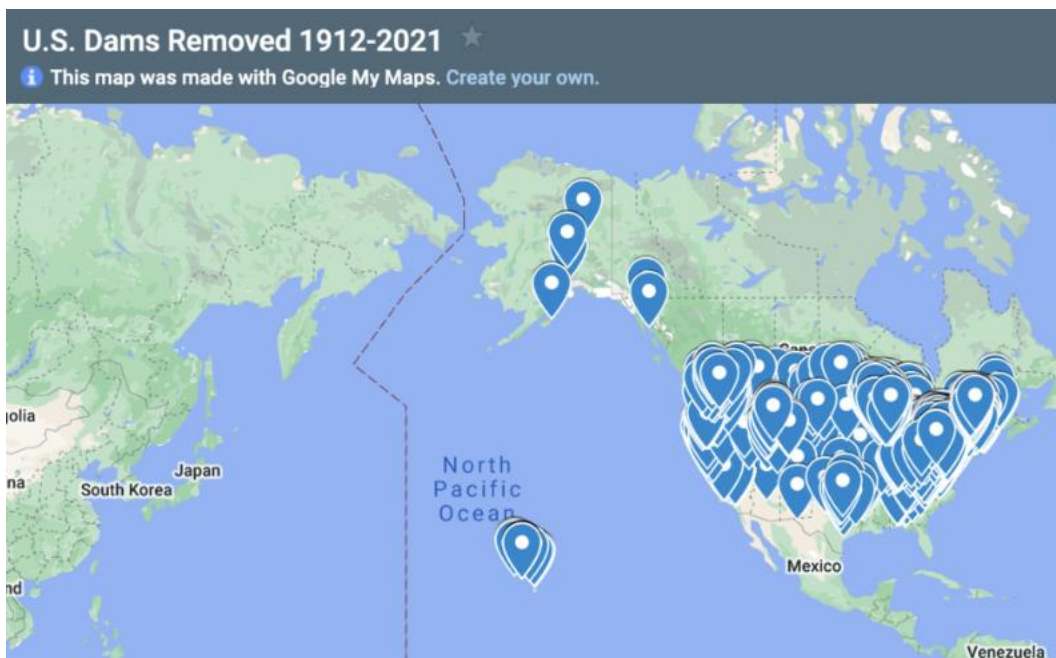 U.S. Dams Removed 1912-2021
This map was made with Google My Maps. Create your own.
golia
Japan
na
South Korea
North
Pacific
Ocean
Mexico
nd
Venezuela